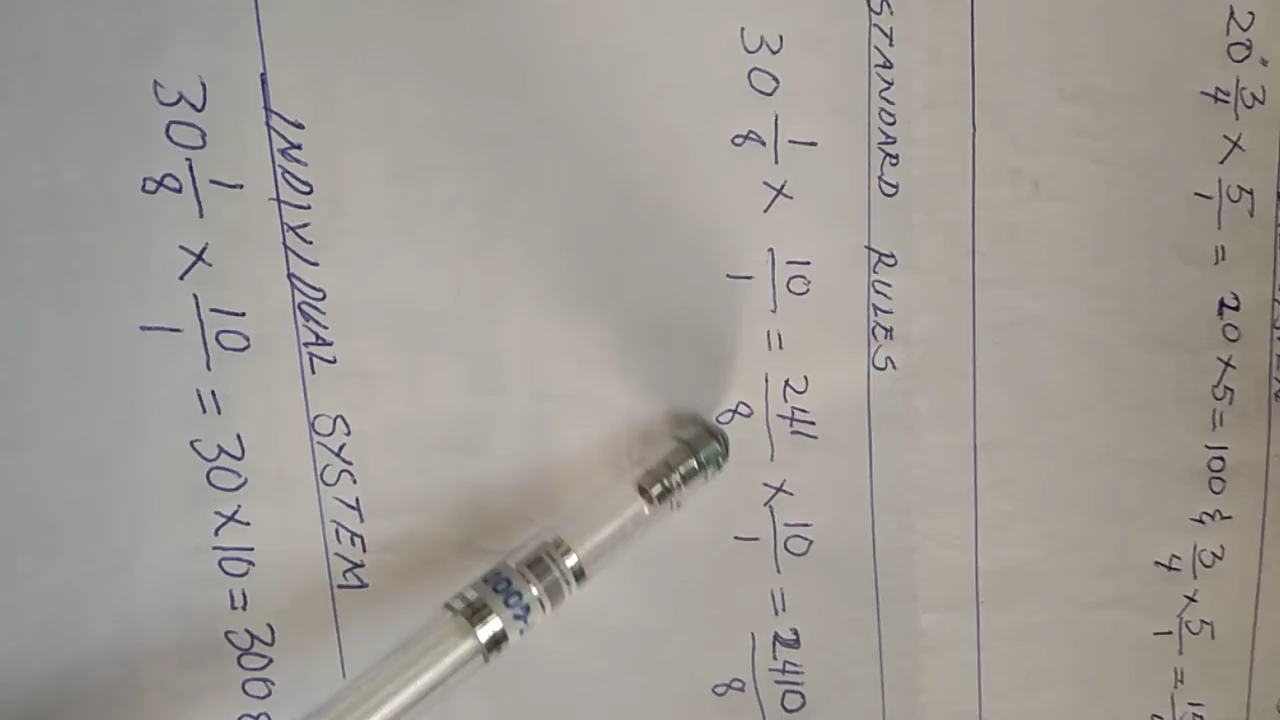 20 3/4 × 5/1 = 20 × 5 = 100 & 3/4 × 5/1 = 15
STANDARD RULES
30 1/8 × 10/1 = 241/8 × 10/1 = 2410/8
INDIVIDUAL SYSTEM
30 1/8 × 10/1 = 30 × 10 = 300 &